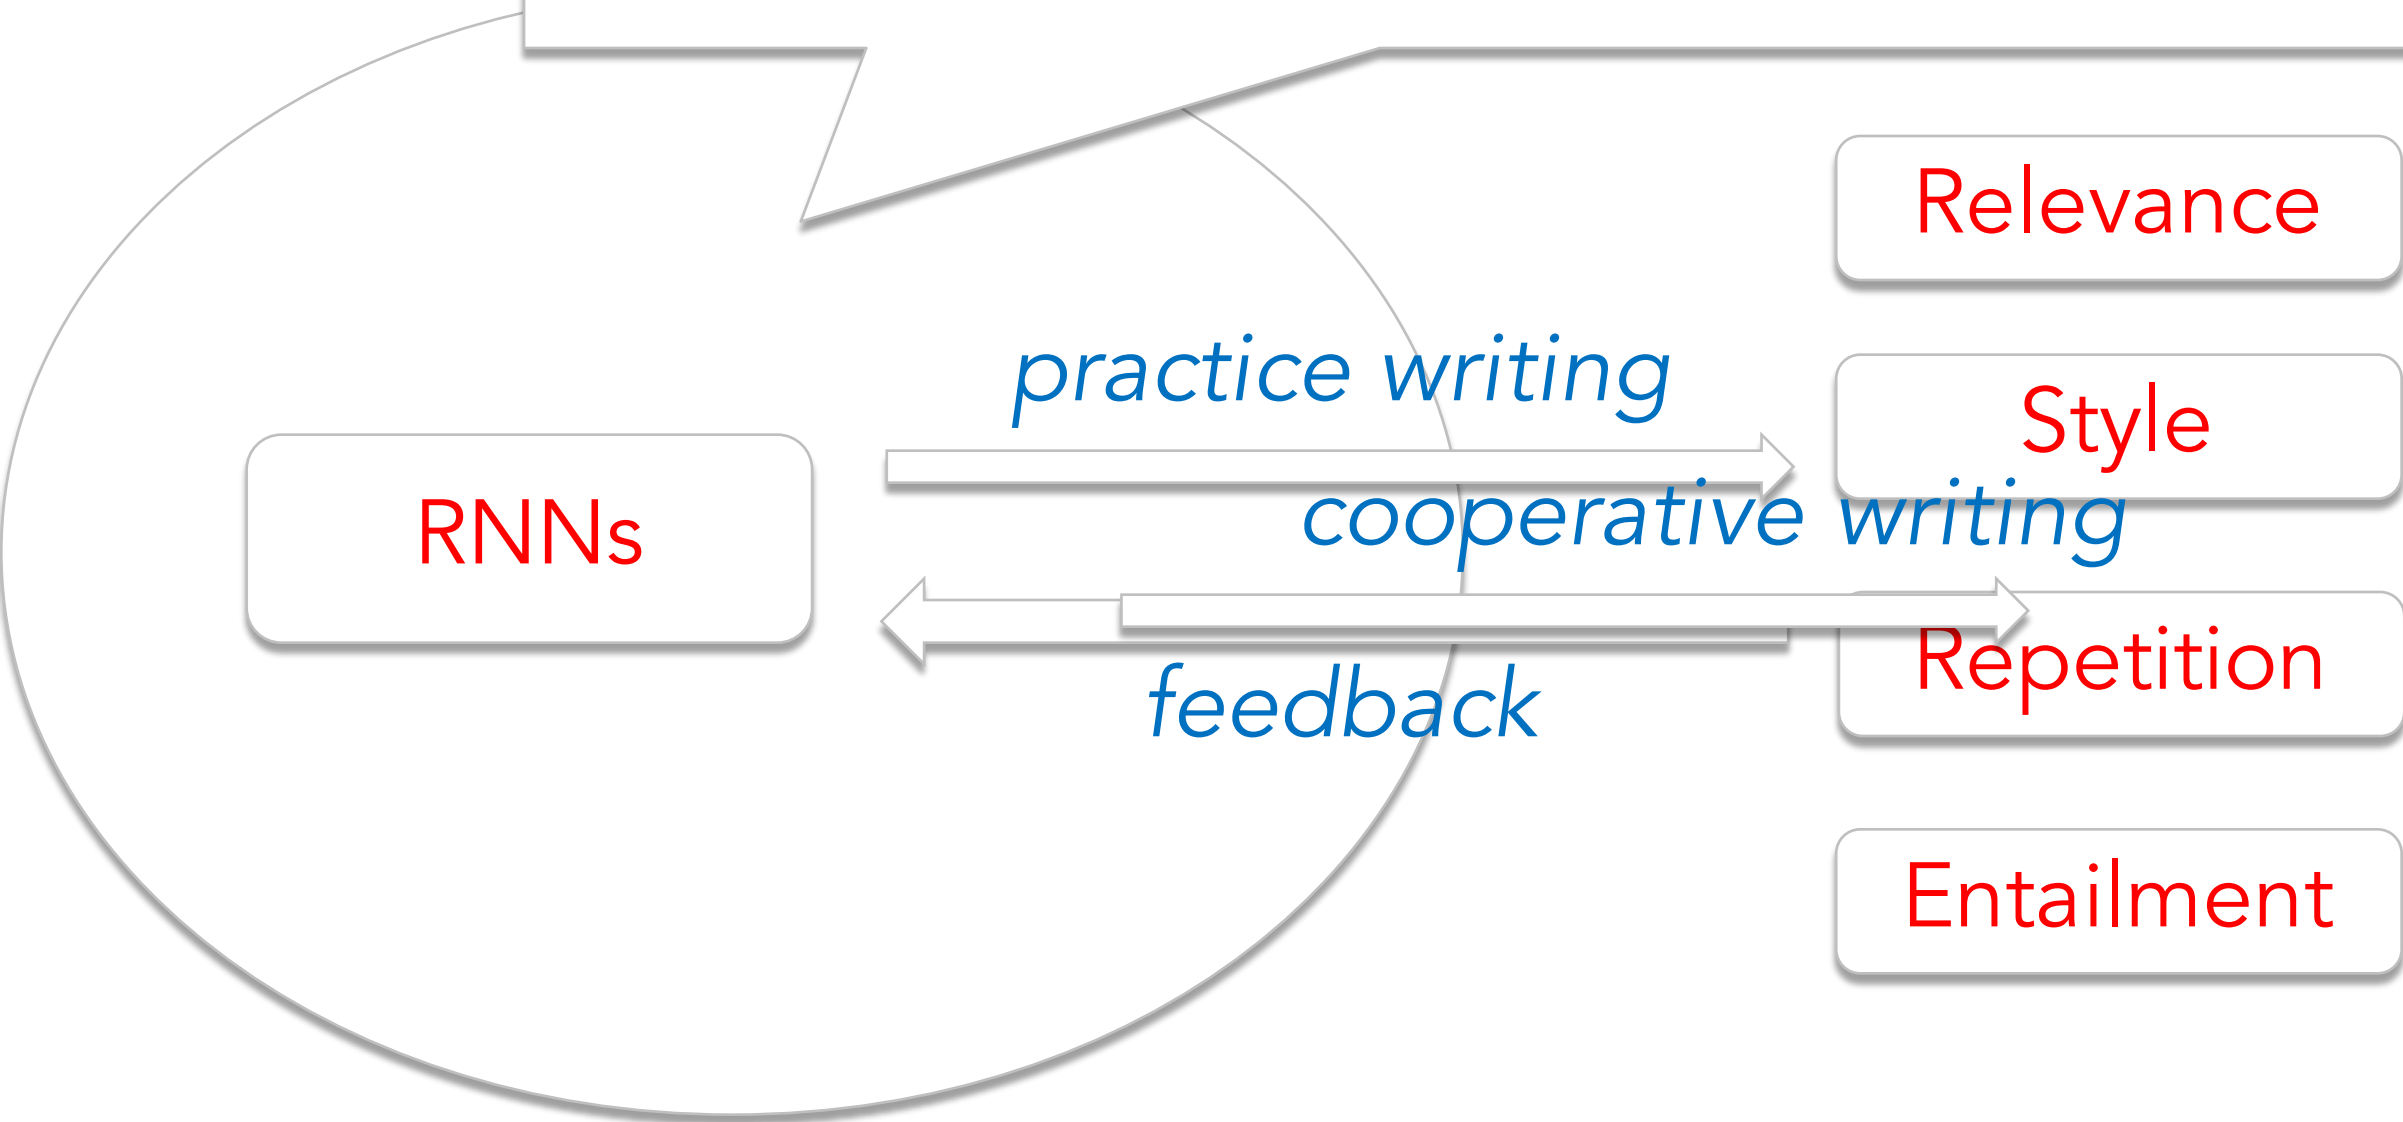 Relevance
practice writing
Style
RNNs
cooperative writing
Repetition
feedback
Entailment